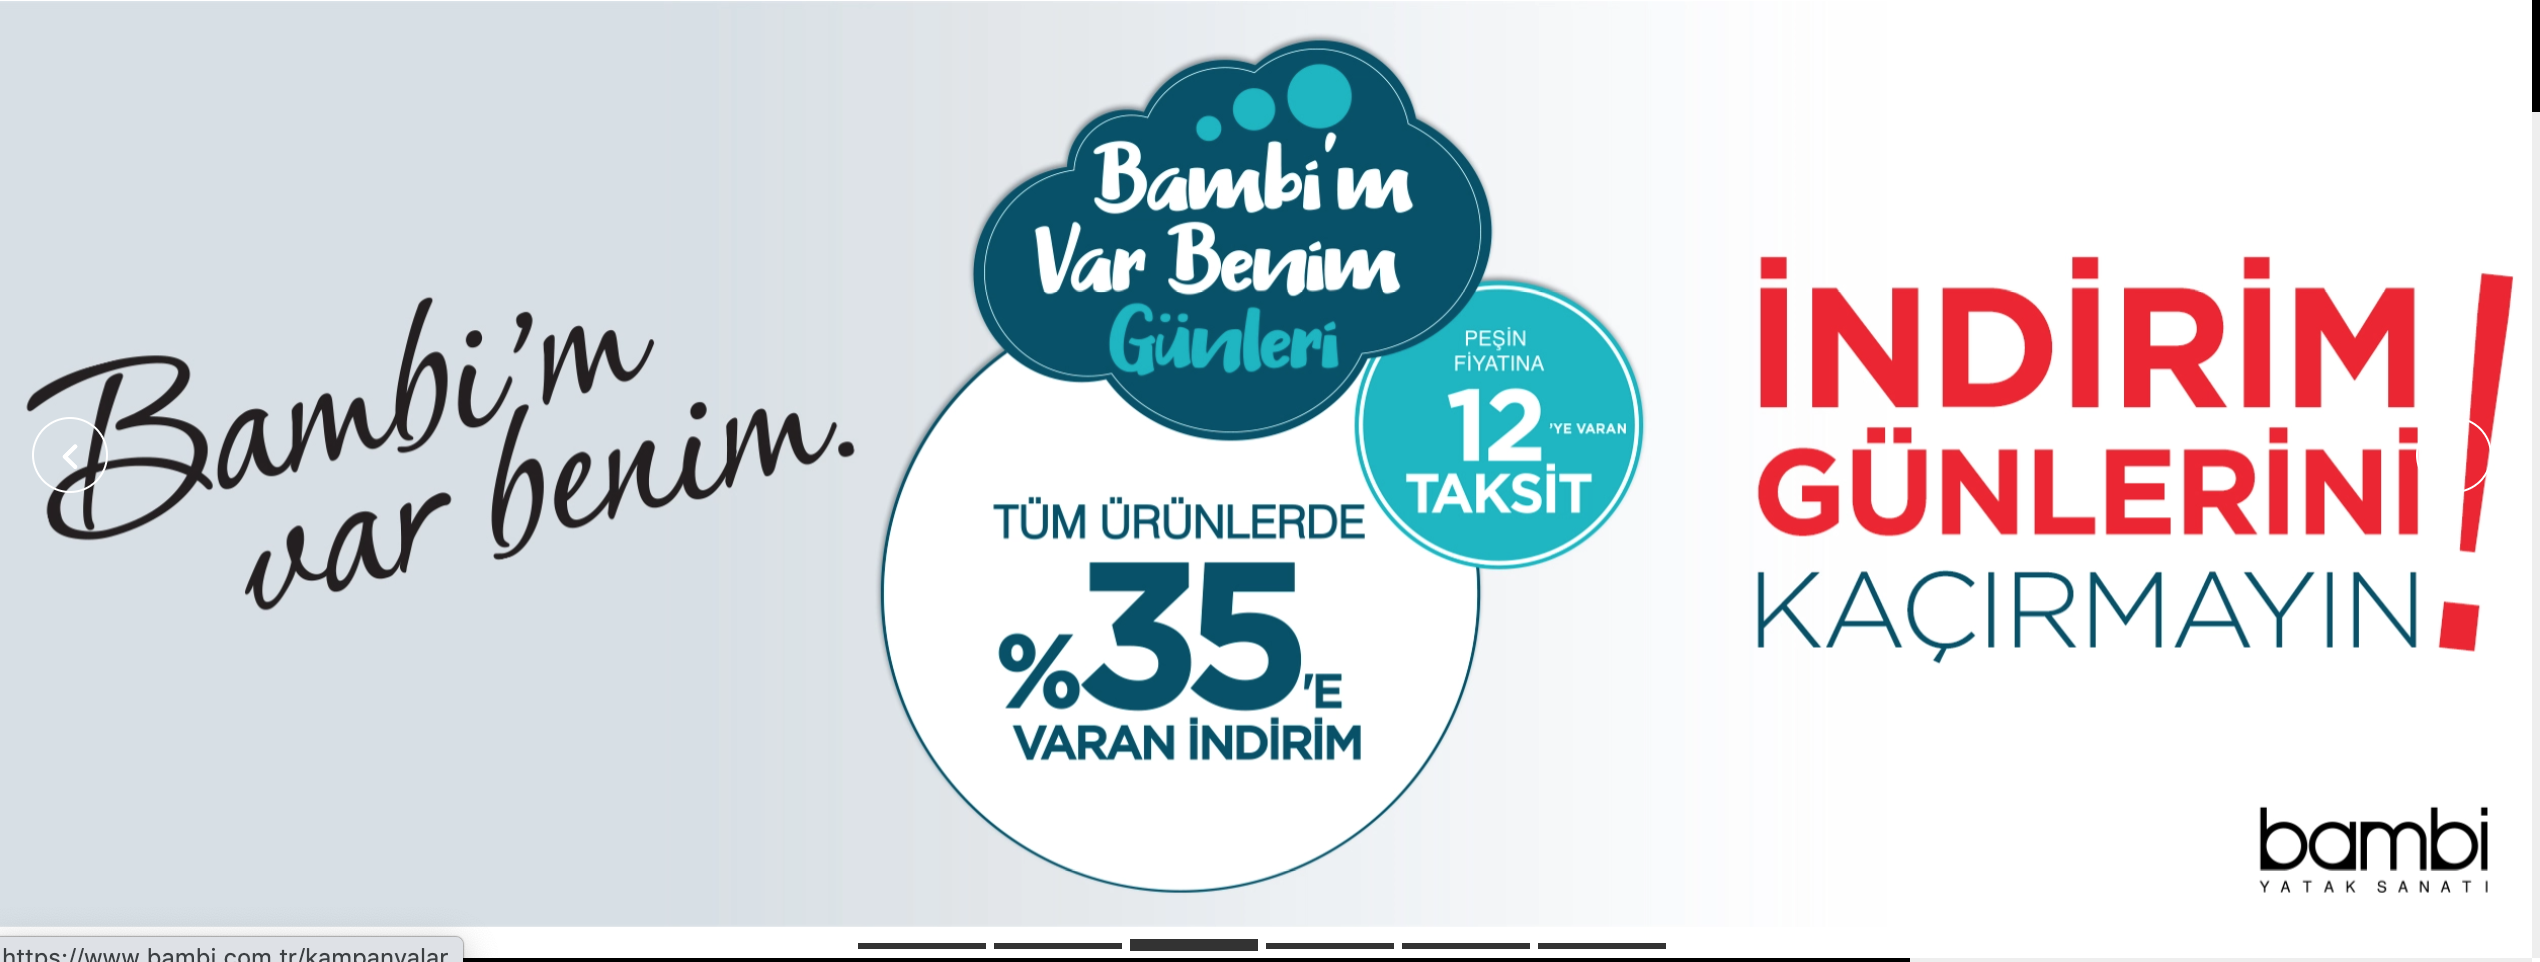 Bambi'm
var benim.
Bambi'm
Var Benim
Günleri
PEŞİN
FİYATINA
12 'YE VARAN
TAKSİT
TÜM ÜRÜNLERDE
%35'E
VARAN İNDİRİM
İNDİRİM
GÜNLERİNİ
KAÇIRMAYIN!
bambi
YATAK SANATI
https://www.bambi.com.tr/kampanyalar